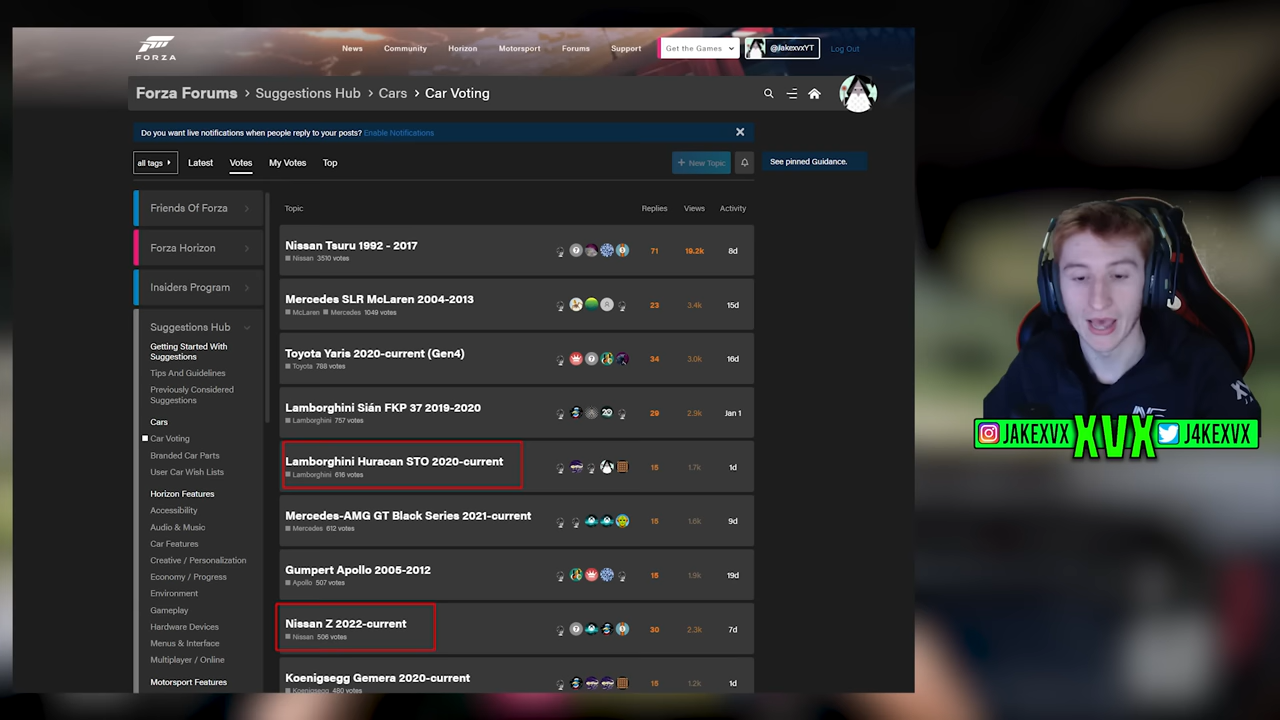 FORZA
News Community Horizon Motorsport Forums Support Get the Games @JakexvxYT Log Out
Forza Forums > Suggestions Hub > Cars > Car Voting
Do you want live notifications when people reply to your posts? Enable Notifications
all tags Latest Votes My Votes Top + New Topic See pinned Guidance.
Friends Of Forza
Forza Horizon
Insiders Program
Suggestions Hub
Getting Started With
Suggestions
Tips And Guidelines
Previously Considered
Suggestions
Cars
Car Voting
Branded Car Parts
User Car Wish Lists
Horizon Features
Accessibility
Audio & Music
Car Features
Creative / Personalization
Economy / Progress
Environment
Gameplay
Hardware Devices
Menus & Interface
Multiplayer / Online
Motorsport Features
Topic Replies Views Activity
Nissan Tsuru 1992 - 2017 71 19.2k 8d
Nissan 3510 votes
Mercedes SLR McLaren 2004-2013 23 3.4k 15d
McLaren Mercedes 1049 votes
Toyota Yaris 2020-current (Gen4) 34 3.0k 16d
Toyota 788 votes
Lamborghini Sián FKP 37 2019-2020 29 2.9k Jan 1
Lamborghini 757 votes
Lamborghini Huracan STO 2020-current 15 1.7k 1d
Lamborghini 616 votes
Mercedes-AMG GT Black Series 2021-current 15 1.6k 9d
Mercedes 612 votes
Gumpert Apollo 2005-2012 15 1.9k 19d
Apollo 507 votes
Nissan Z 2022-current 30 2.3k 7d
Nissan 506 votes
Koenigsegg Gemera 2020-current 15 1.2k 1d
Koenigsegg 480 votes
JAKEXVX XVX J4KEXVX